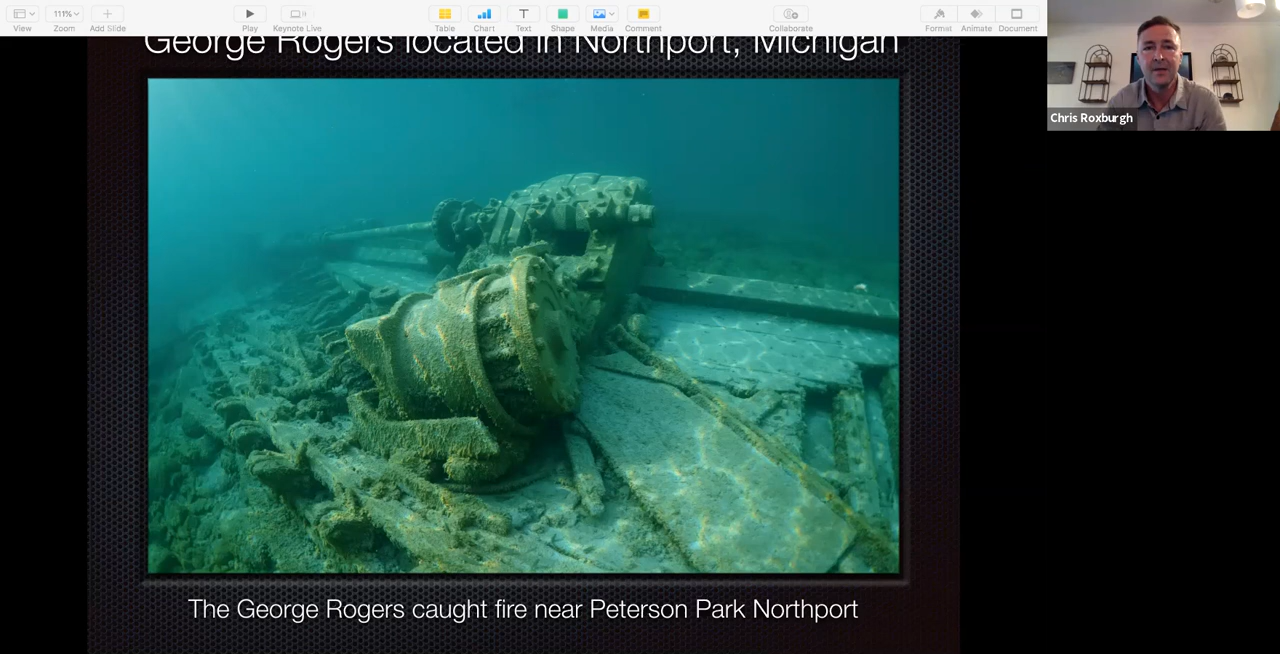 111%
View
Zoom
Add Slide
Play
Keynote Live
Table
Chart
Text
Shape
Media
Comment
Collaborate
Format
Animate
Document
George Rogers located in Northport, Michigan
Chris Roxburgh
The George Rogers caught fire near Peterson Park Northport